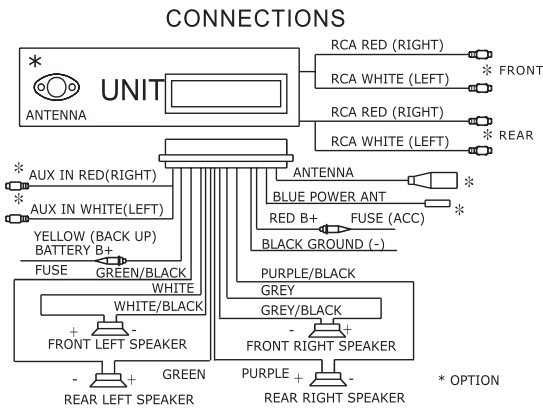 CONNECTIONS
RCA RED (RIGHT)
* FRONT
RCA WHITE (LEFT)
*
UNIT
ANTENNA
RCA RED (RIGHT)
* REAR
RCA WHITE (LEFT)
* AUX IN RED(RIGHT)
ANTENNA
*
* AUX IN WHITE(LEFT)
BLUE POWER ANT
*
RED B+ FUSE (ACC)
YELLOW (BACK UP)
BATTERY B+
BLACK GROUND (-)
FUSE
GREEN/BLACK
PURPLE/BLACK
WHITE
GREY
WHITE/BLACK
GREY/BLACK
+ -
- +
FRONT LEFT SPEAKER
FRONT RIGHT SPEAKER
- +
GREEN
PURPLE
+ -
REAR LEFT SPEAKER
REAR RIGHT SPEAKER
* OPTION